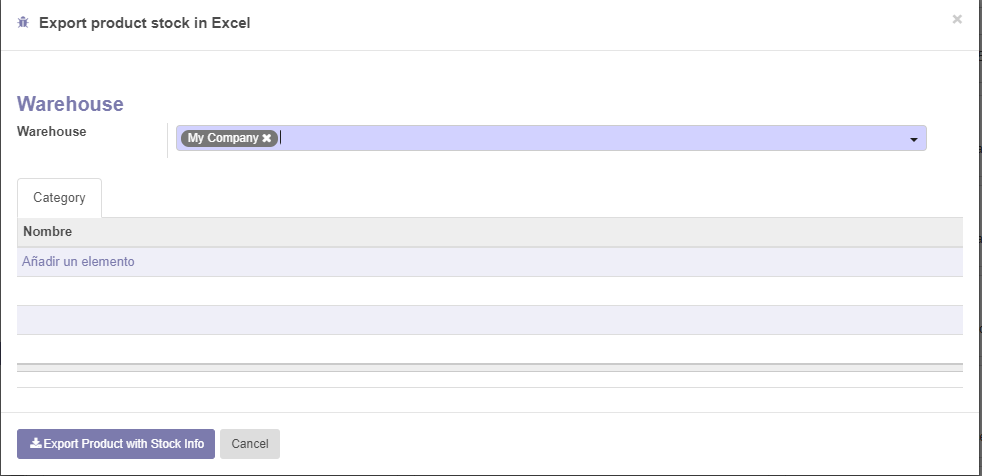 Export product stock in Excel
Warehouse
Warehouse
My Company
Category
Nombre
Añadir un elemento
Export Product with Stock Info
Cancel